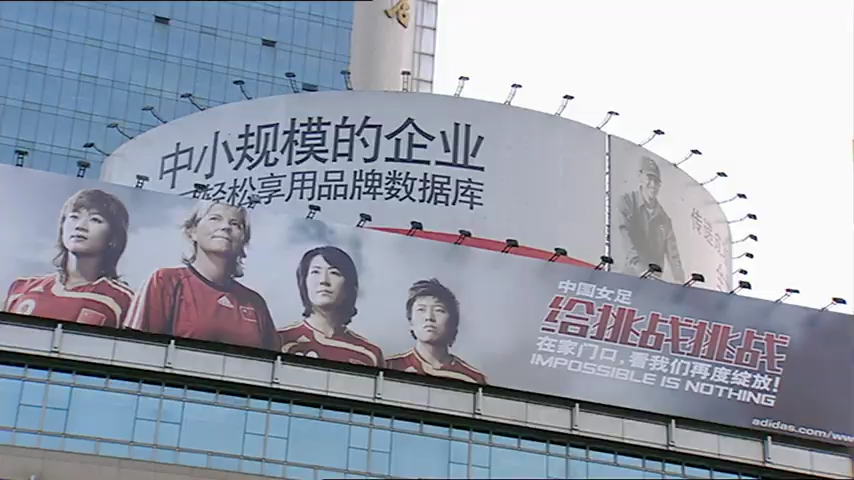 中小规模的企业
轻松享用品牌数据库
中国女足
给挑战挑战
在家门口，看我们再度绽放！
IMPOSSIBLE IS NOTHING
adidas.com/ww